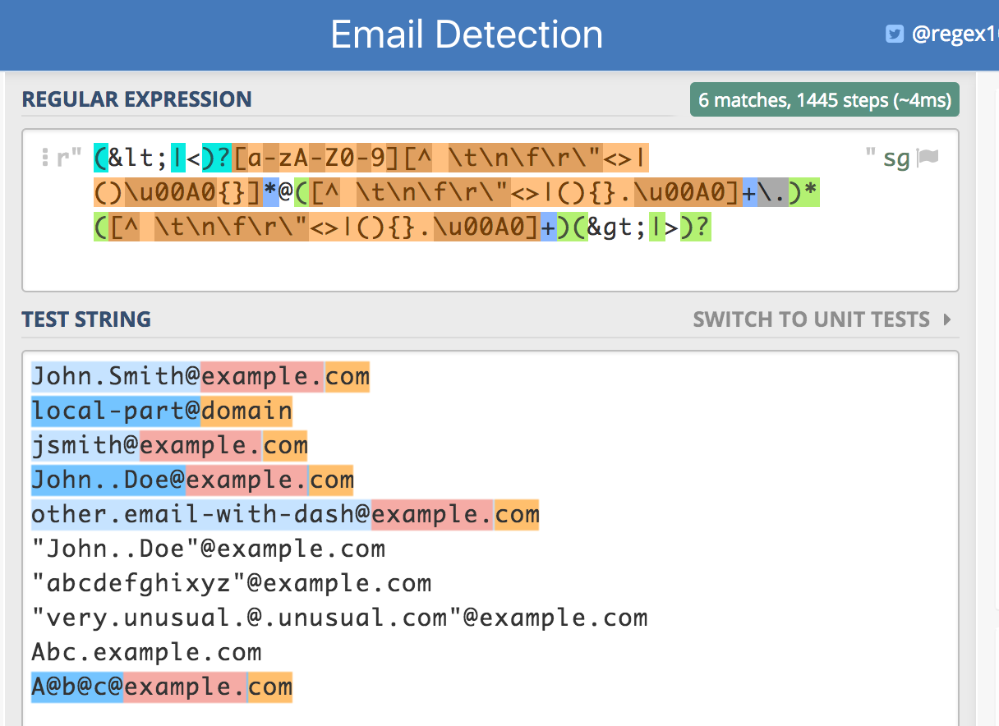 Email Detection
@regex1
REGULAR EXPRESSION
6 matches, 1445 steps (~4ms)
r" (&lt;|<)?[a-zA-Z0-9][^ \t\n\f\r\"<>| " sg
()\u00A0{}]*@([^ \t\n\f\r\"<>|(){}.\u00A0]+\.)*
([^ \t\n\f\r\"<>|(){}.\u00A0]+)(&gt;|>)?
TEST STRING
SWITCH TO UNIT TESTS
John.Smith@example.com
local-part@domain
jsmith@example.com
John..Doe@example.com
other.email-with-dash@example.com
"John..Doe"@example.com
"abcdefghixyz"@example.com
"very.unusual.@.unusual.com"@example.com
Abc.example.com
A@b@c@example.com